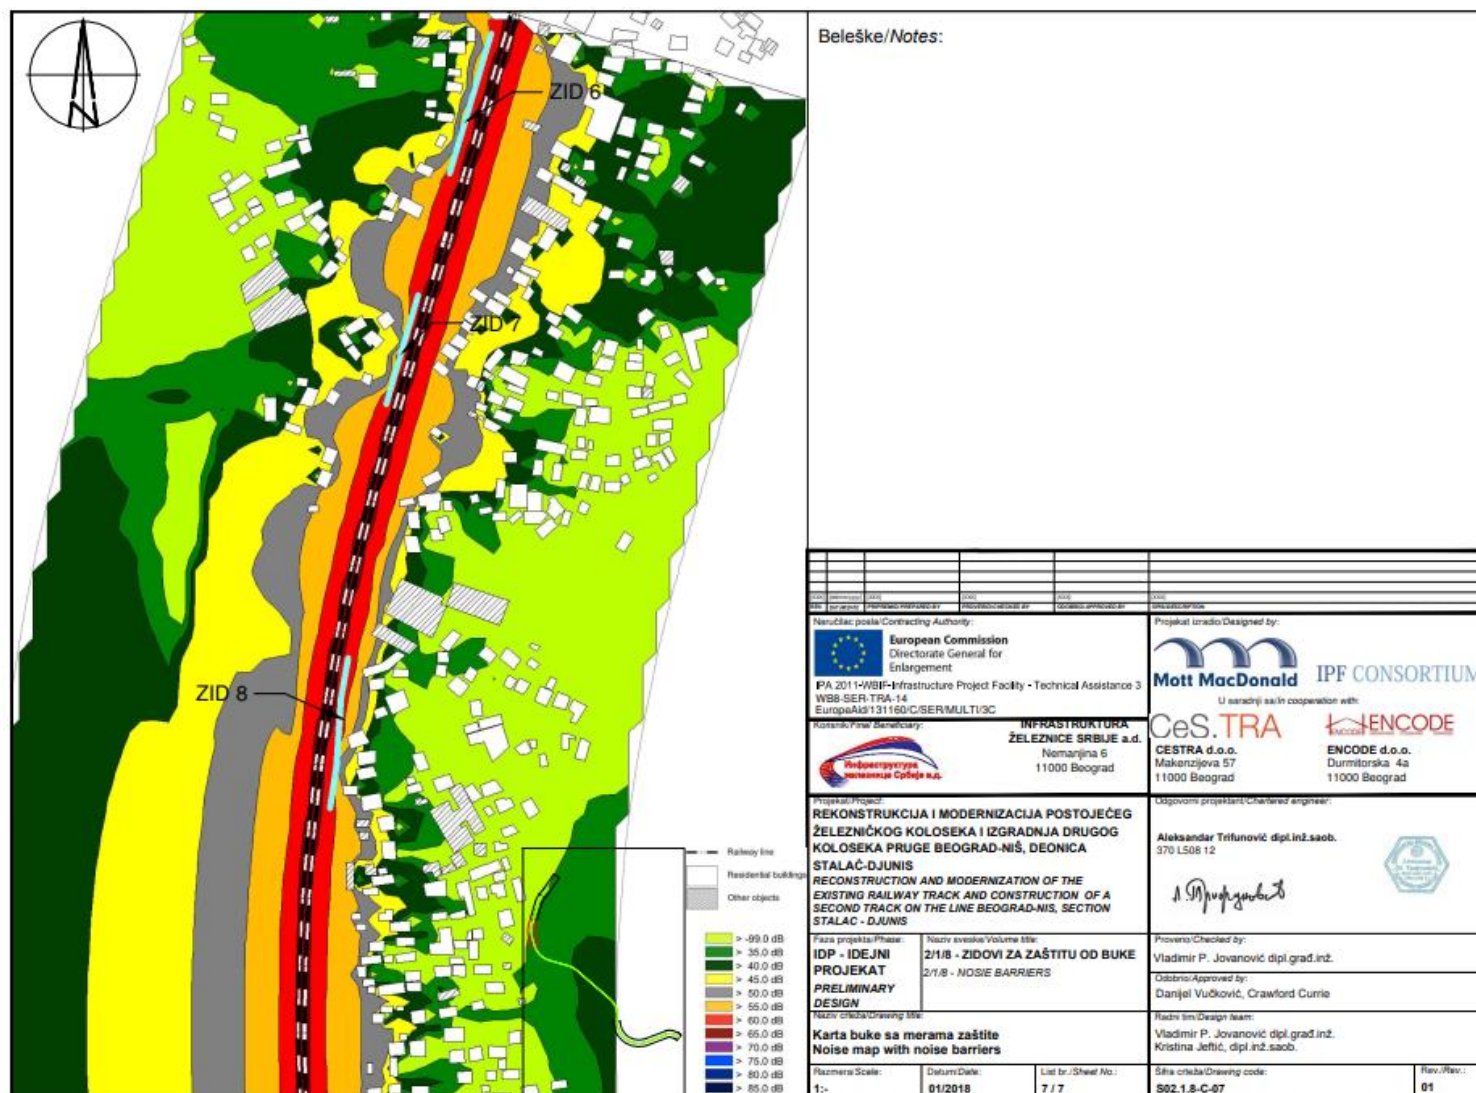 Beleške/Notes:
ZID 6
ZID 7
ZID 8
Railway line
Residential buildings
Other objects
> -99.0 dB
> 35.0 dB
> 40.0 dB
> 45.0 dB
> 50.0 dB
> 55.0 dB
> 60.0 dB
> 65.0 dB
> 70.0 dB
> 75.0 dB
> 80.0 dB
> 85.0 dB
Naručilac posla/Contracting Authority:
European Commission
Directorate General for
Enlargement
IPA 2011-WBIF-Infrastructure Project Facility - Technical Assistance 3
WB8-SER-TRA-14
EuropeAid/131160/C/SER/MULTI/3C
Projekat izradio/Designed by:
Mott MacDonald
IPF CONSORTIUM
U saradnji sa/In cooperation with:
CeS.TRA
ENCODE
CESTRA d.o.o.
Makenzijeva 57
11000 Beograd
ENCODE d.o.o.
Durmitorska 4a
11000 Beograd
Korisnik/Final Beneficiary:
Инфраструктура
железнице Србије а.д.
INFRASTRUKTURA
ŽELEZNICE SRBIJE a.d.
Nemanjina 6
11000 Beograd
Projekat/Project:
REKONSTRUKCIJA I MODERNIZACIJA POSTOJEĆEG
ŽELEZNIČKOG KOLOSEKA I IZGRADNJA DRUGOG
KOLOSEKA PRUGE BEOGRAD-NIŠ, DEONICA
STALAĆ-DJUNIS
RECONSTRUCTION AND MODERNIZATION OF THE
EXISTING RAILWAY TRACK AND CONSTRUCTION OF A
SECOND TRACK ON THE LINE BEOGRAD-NIS, SECTION
STALAC - DJUNIS
Odgovorni projektant/Chartered engineer:
Aleksandar Trifunović dipl.inž.saob.
370 L508 12
Faza projekta/Phase:
IDP - IDEJNI
PROJEKAT
PRELIMINARY
DESIGN
Naziv sveske/Volume title:
2/1/8 - ZIDOVI ZA ZAŠTITU OD BUKE
2/1/8 - NOSIE BARRIERS
Proverio/Checked by:
Vladimir P. Jovanović dipl.građ.inž.
Odobrio/Approved by:
Danijel Vučković, Crawford Currie
Naziv crteža/Drawing title:
Karta buke sa merama zaštite
Noise map with noise barriers
Radni tim/Design team:
Vladimir P. Jovanović dipl.građ.inž.
Kristina Jeftić, dipl.inž.saob.
Razmera/Scale:
1:-
Datum/Date:
01/2018
List br./Sheet No.:
7 / 7
Šifra crteža/Drawing code:
S02.1.8-C-07
Rev./Rev.:
01